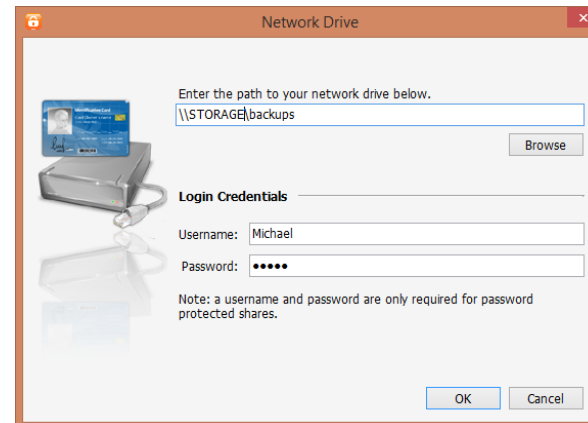 Network Drive
Enter the path to your network drive below.
\\STORAGE\backups
Browse
Login Credentials
Username: Michael
Password: •••••
Note: a username and password are only required for password
protected shares.
OK Cancel